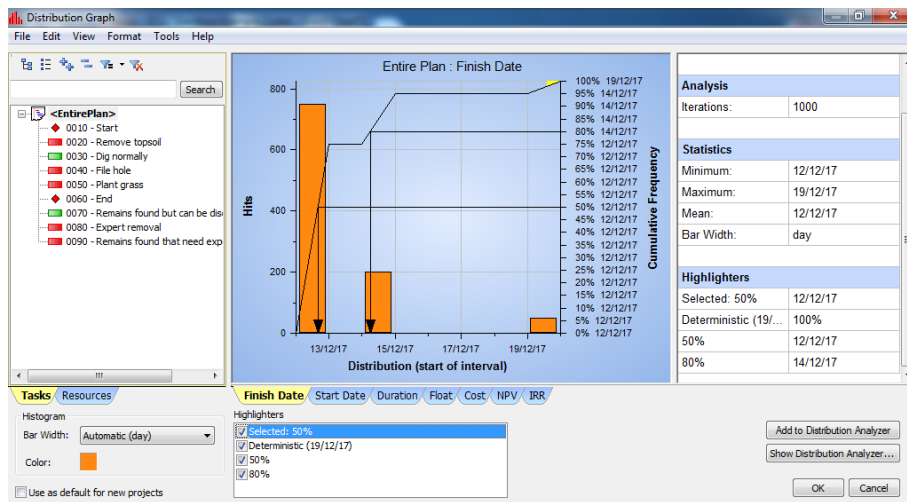 Distribution Graph
File Edit View Format Tools Help
Search
<EntirePlan>
0010 - Start
0020 - Remove topsoil
0030 - Dig normally
0040 - File hole
0050 - Plant grass
0060 - End
0070 - Remains found but can be dis
0080 - Expert removal
0090 - Remains found that need exp
Entire Plan : Finish Date
Hits
800
600
400
200
0
13/12/17 15/12/17 17/12/17 19/12/17
Distribution (start of interval)
100% 19/12/17
95% 14/12/17
90% 14/12/17
85% 14/12/17
80% 14/12/17
75% 12/12/17
70% 12/12/17
65% 12/12/17
60% 12/12/17
55% 12/12/17
50% 12/12/17
45% 12/12/17
40% 12/12/17
35% 12/12/17
30% 12/12/17
25% 12/12/17
20% 12/12/17
15% 12/12/17
10% 12/12/17
5% 12/12/17
0% 12/12/17
Cumulative Frequency
Analysis
Iterations: 1000
Statistics
Minimum: 12/12/17
Maximum: 19/12/17
Mean: 12/12/17
Bar Width: day
Highlighters
Selected: 50% 12/12/17
Deterministic (19/... 100%
50% 12/12/17
80% 14/12/17
Tasks Resources
Finish Date Start Date Duration Float Cost NPV IRR
Histogram
Bar Width: Automatic (day)
Color:
Use as default for new projects
Highlighters
Selected: 50%
Deterministic (19/12/17)
50%
80%
Add to Distribution Analyzer
Show Distribution Analyzer...
OK Cancel